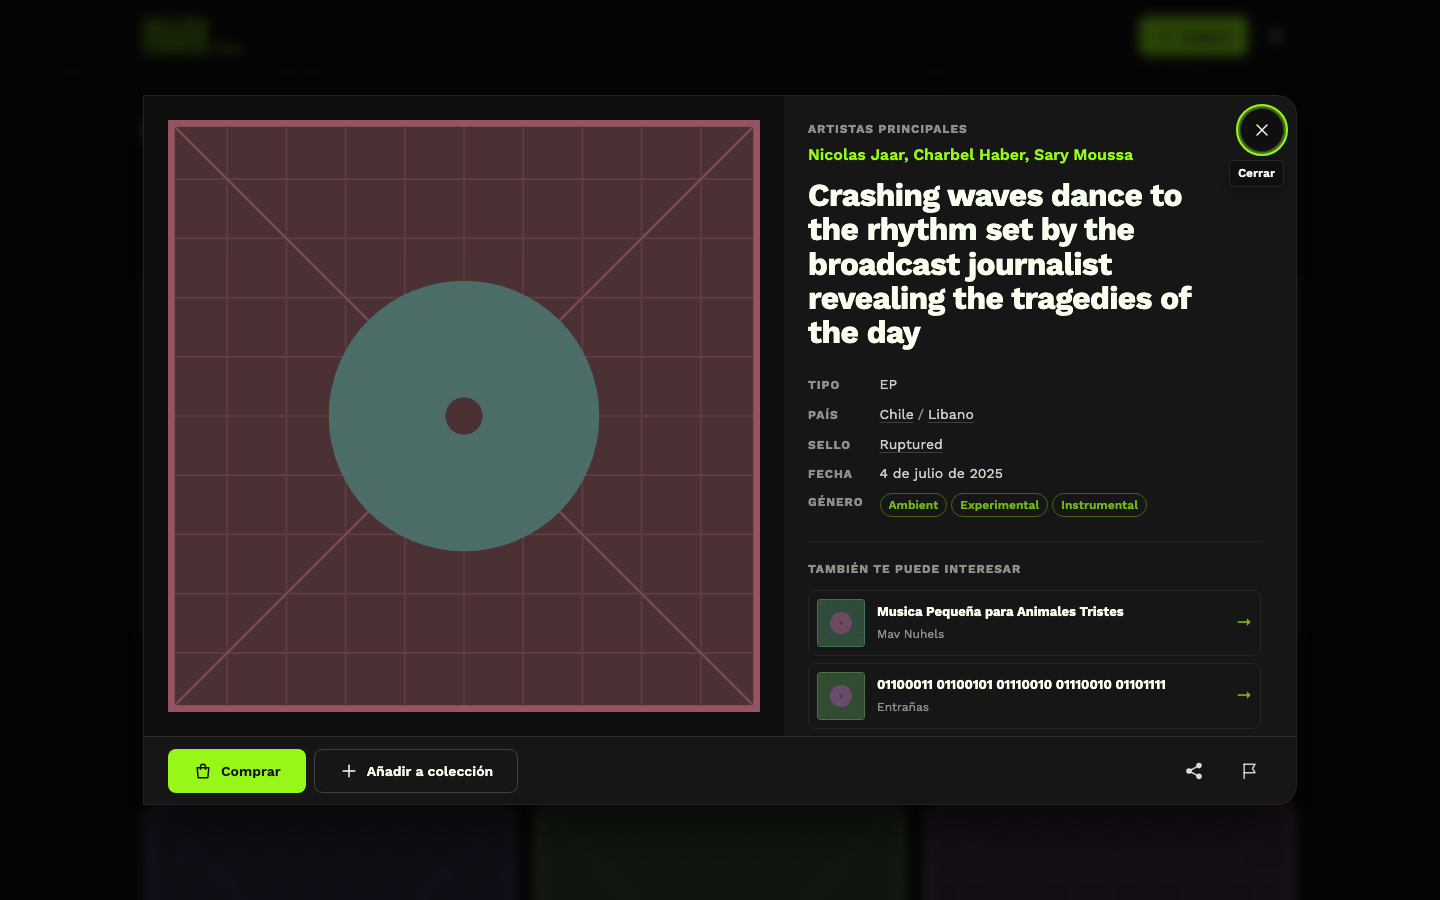 ARTISTAS PRINCIPALES
Nicolas Jaar, Charbel Haber, Sary Moussa
Cerrar
Crashing waves dance to
the rhythm set by the
broadcast journalist
revealing the tragedies of
the day
TIPO EP
PAÍS Chile / Libano
SELLO Ruptured
FECHA 4 de julio de 2025
GÉNERO Ambient Experimental Instrumental
TAMBIÉN TE PUEDE INTERESAR
Musica Pequeña para Animales Tristes
Mav Nuhels
01100011 01100101 01110010 01110010 01101111
Entrañas
Comprar
Añadir a colección